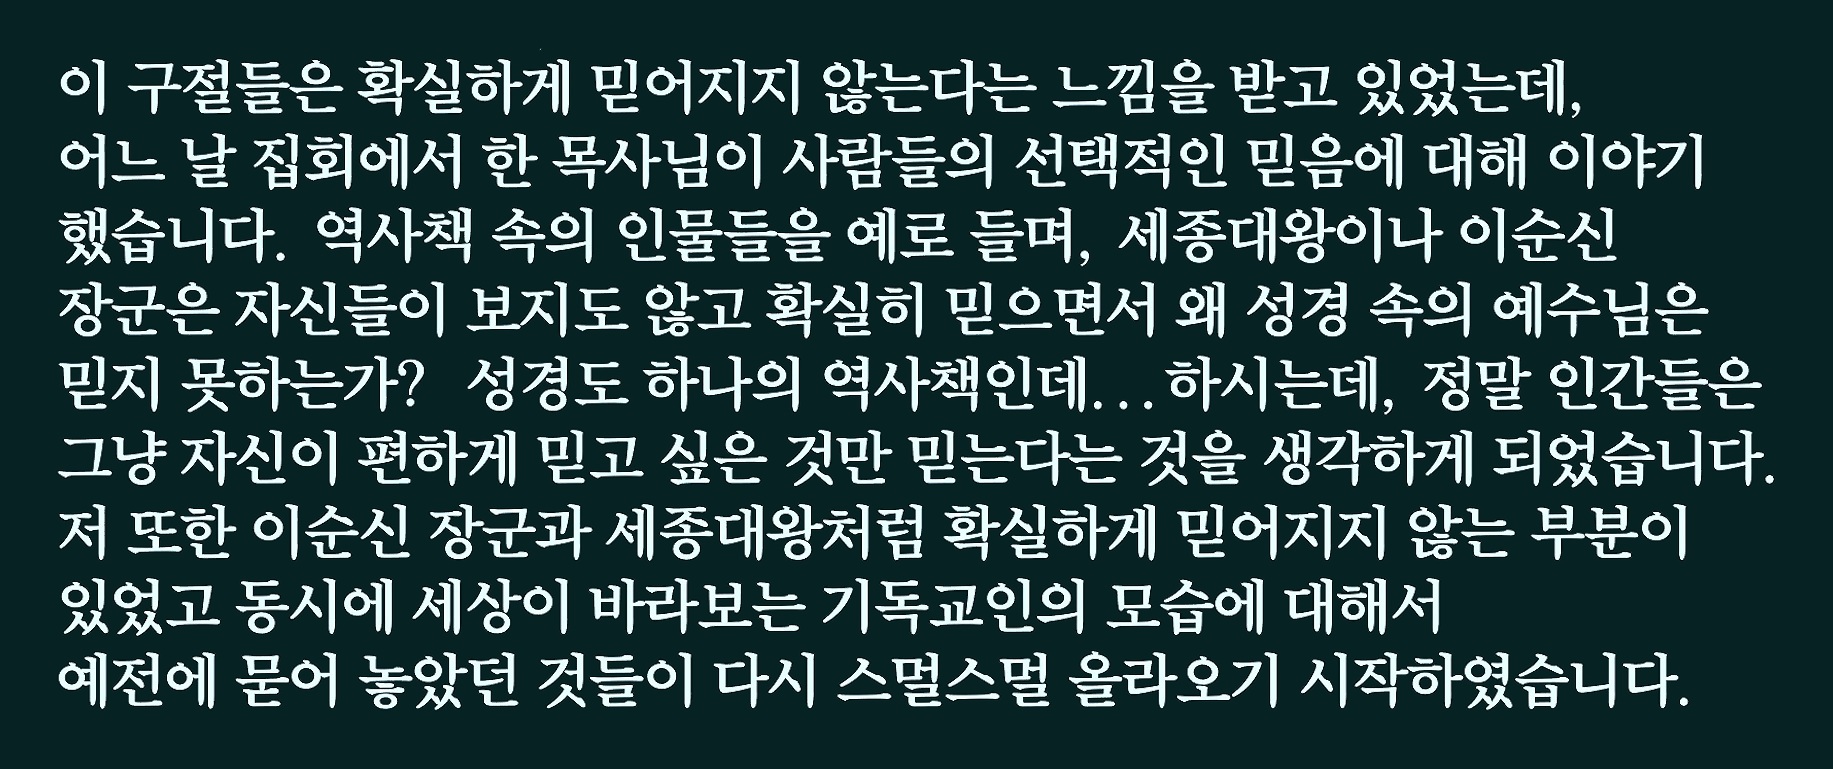 이 구절들은 확실하게 믿어지지 않는다는 느낌을 받고 있었는데,
어느 날 집회에서 한 목사님이 사람들의 선택적인 믿음에 대해 이야기
했습니다. 역사책 속의 인물들을 예로 들며, 세종대왕이나 이순신
장군은 자신들이 보지도 않고 확실히 믿으면서 왜 성경 속의 예수님은
믿지 못하는가? 성경도 하나의 역사책인데...하시는데, 정말 인간들은
그냥 자신이 편하게 믿고 싶은 것만 믿는다는 것을 생각하게 되었습니다.
저 또한 이순신 장군과 세종대왕처럼 확실하게 믿어지지 않는 부분이
있었고 동시에 세상이 바라보는 기독교인의 모습에 대해서
예전에 묻어 놓았던 것들이 다시 스멀스멀 올라오기 시작하였습니다.